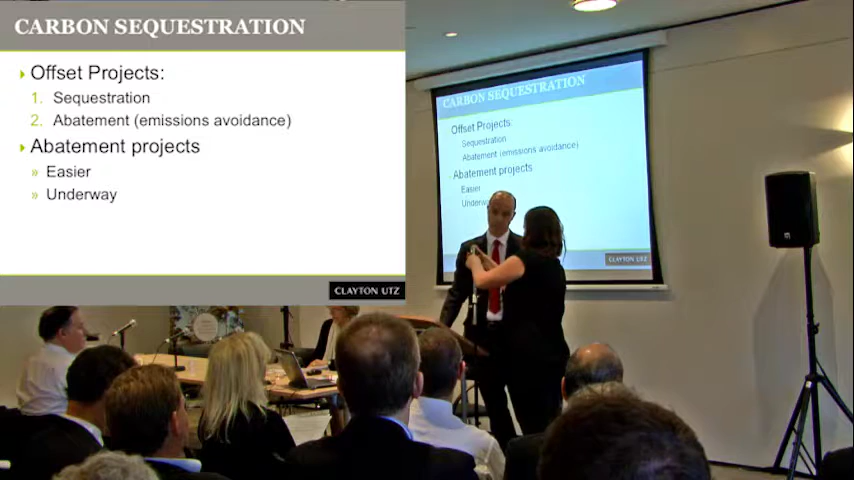 CARBON SEQUESTRATION
Offset Projects:
1. Sequestration
2. Abatement (emissions avoidance)
Abatement projects
» Easier
» Underway
CLAYTON UTZ
CARBON SEQUESTRATION
Offset Projects:
Sequestration
Abatement (emissions avoidance)
Abatement projects
Easier
Underw
CLAYTON UTZ